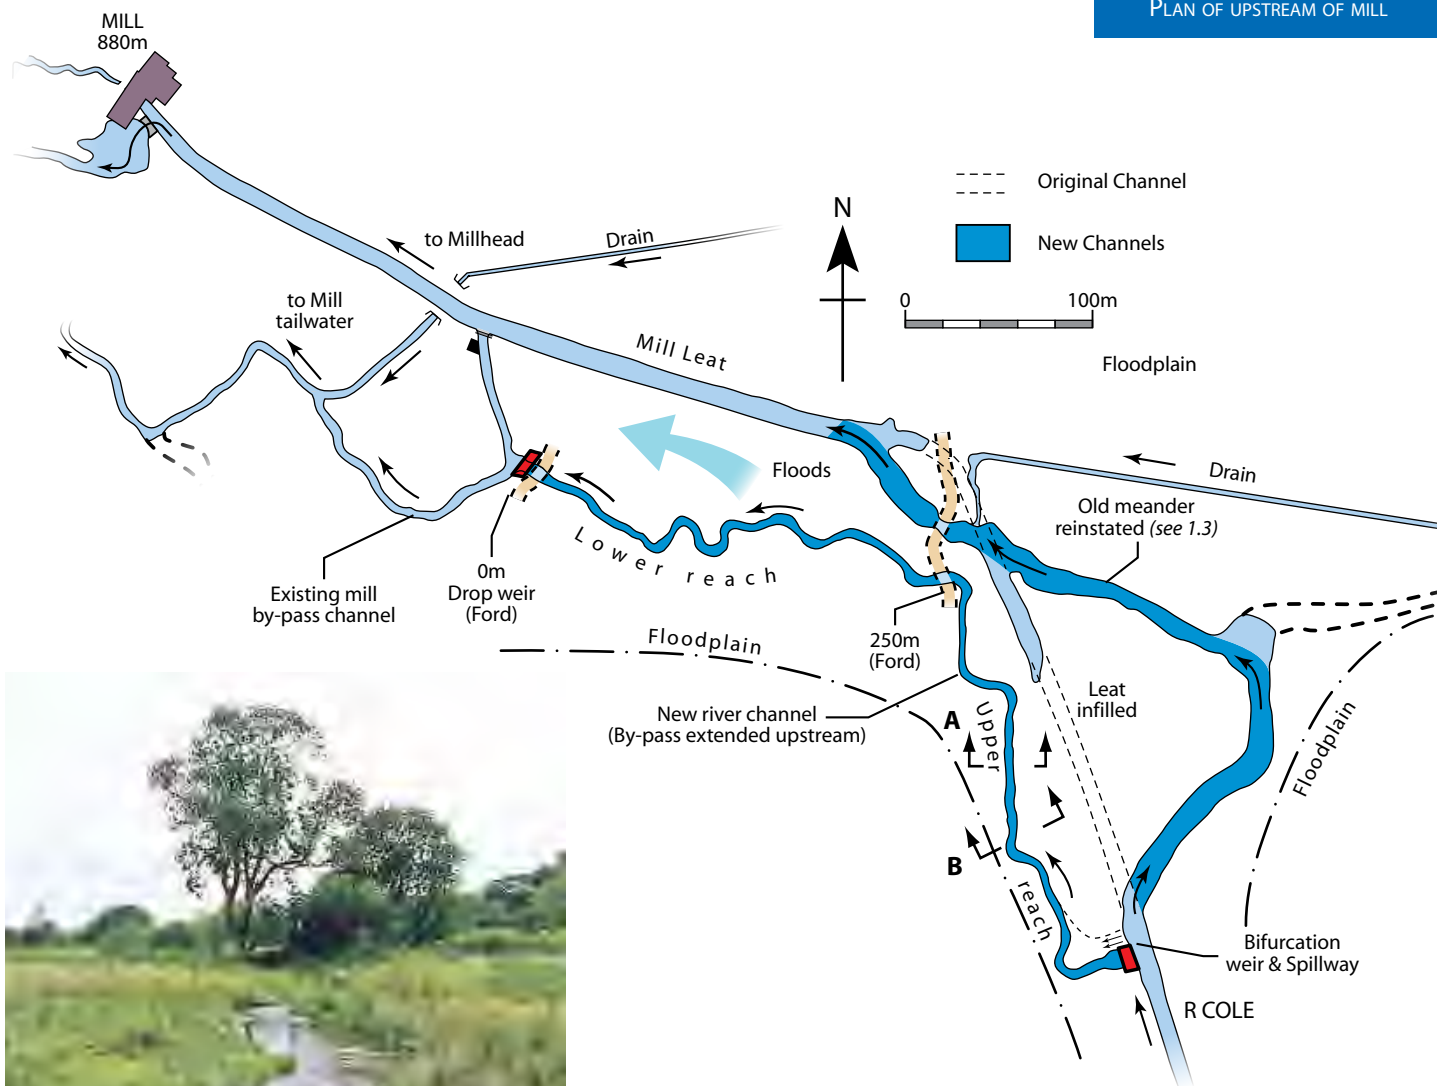 PLAN OF UPSTREAM OF MILL
MILL
880m
N
Original Channel
New Channels
0 100m
to Millhead
Drain
to Mill
tailwater
Mill Leat
Floodplain
Floods
Drain
Old meander
reinstated (see 1.3)
Lower reach
0m
Drop weir
(Ford)
Existing mill
by-pass channel
250m
(Ford)
Floodplain
New river channel
(By-pass extended upstream)
Leat
infilled
Floodplain
Upper
reach
A
B
Bifurcation
weir & Spillway
R COLE